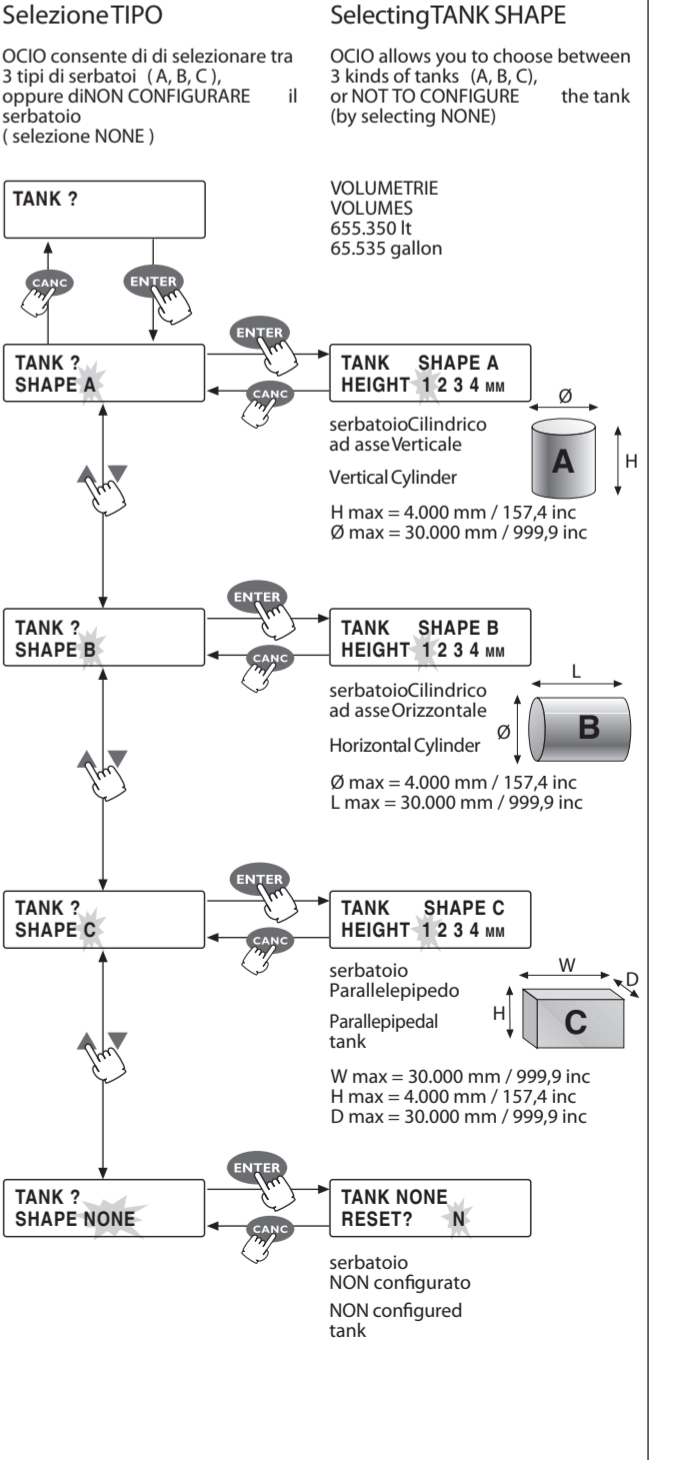 Selezione TIPO
OCIO consente di di selezionare tra
3 tipi di serbatoi ( A, B, C ),
oppure diNON CONFIGURARE il
serbatoio
( selezione NONE )
Selecting TANK SHAPE
OCIO allows you to choose between
3 kinds of tanks (A, B, C),
or NOT TO CONFIGURE the tank
(by selecting NONE)
VOLUMETRIE
VOLUMES
655.350 lt
65.535 gallon
TANK ?
CANC
ENTER
TANK ?
SHAPE A
ENTER
CANC
TANK SHAPE A
HEIGHT 1 2 3 4 MM
serbatoioCilindrico
ad asse Verticale
Vertical Cylinder
H max = 4.000 mm / 157,4 inc
Ø max = 30.000 mm / 999,9 inc
Ø
A
H
TANK ?
SHAPE B
ENTER
CANC
TANK SHAPE B
HEIGHT 1 2 3 4 MM
serbatoioCilindrico
ad asse Orizzontale
Horizontal Cylinder
Ø max = 4.000 mm / 157,4 inc
L max = 30.000 mm / 999,9 inc
L
Ø
B
TANK ?
SHAPE C
ENTER
CANC
TANK SHAPE C
HEIGHT 1 2 3 4 MM
serbatoio
Parallelepipedo
Parallepipedal
tank
W max = 30.000 mm / 999,9 inc
H max = 4.000 mm / 157,4 inc
D max = 30.000 mm / 999,9 inc
W
D
H
C
TANK ?
SHAPE NONE
ENTER
CANC
TANK NONE
RESET? N
serbatoio
NON configurato
NON configured
tank